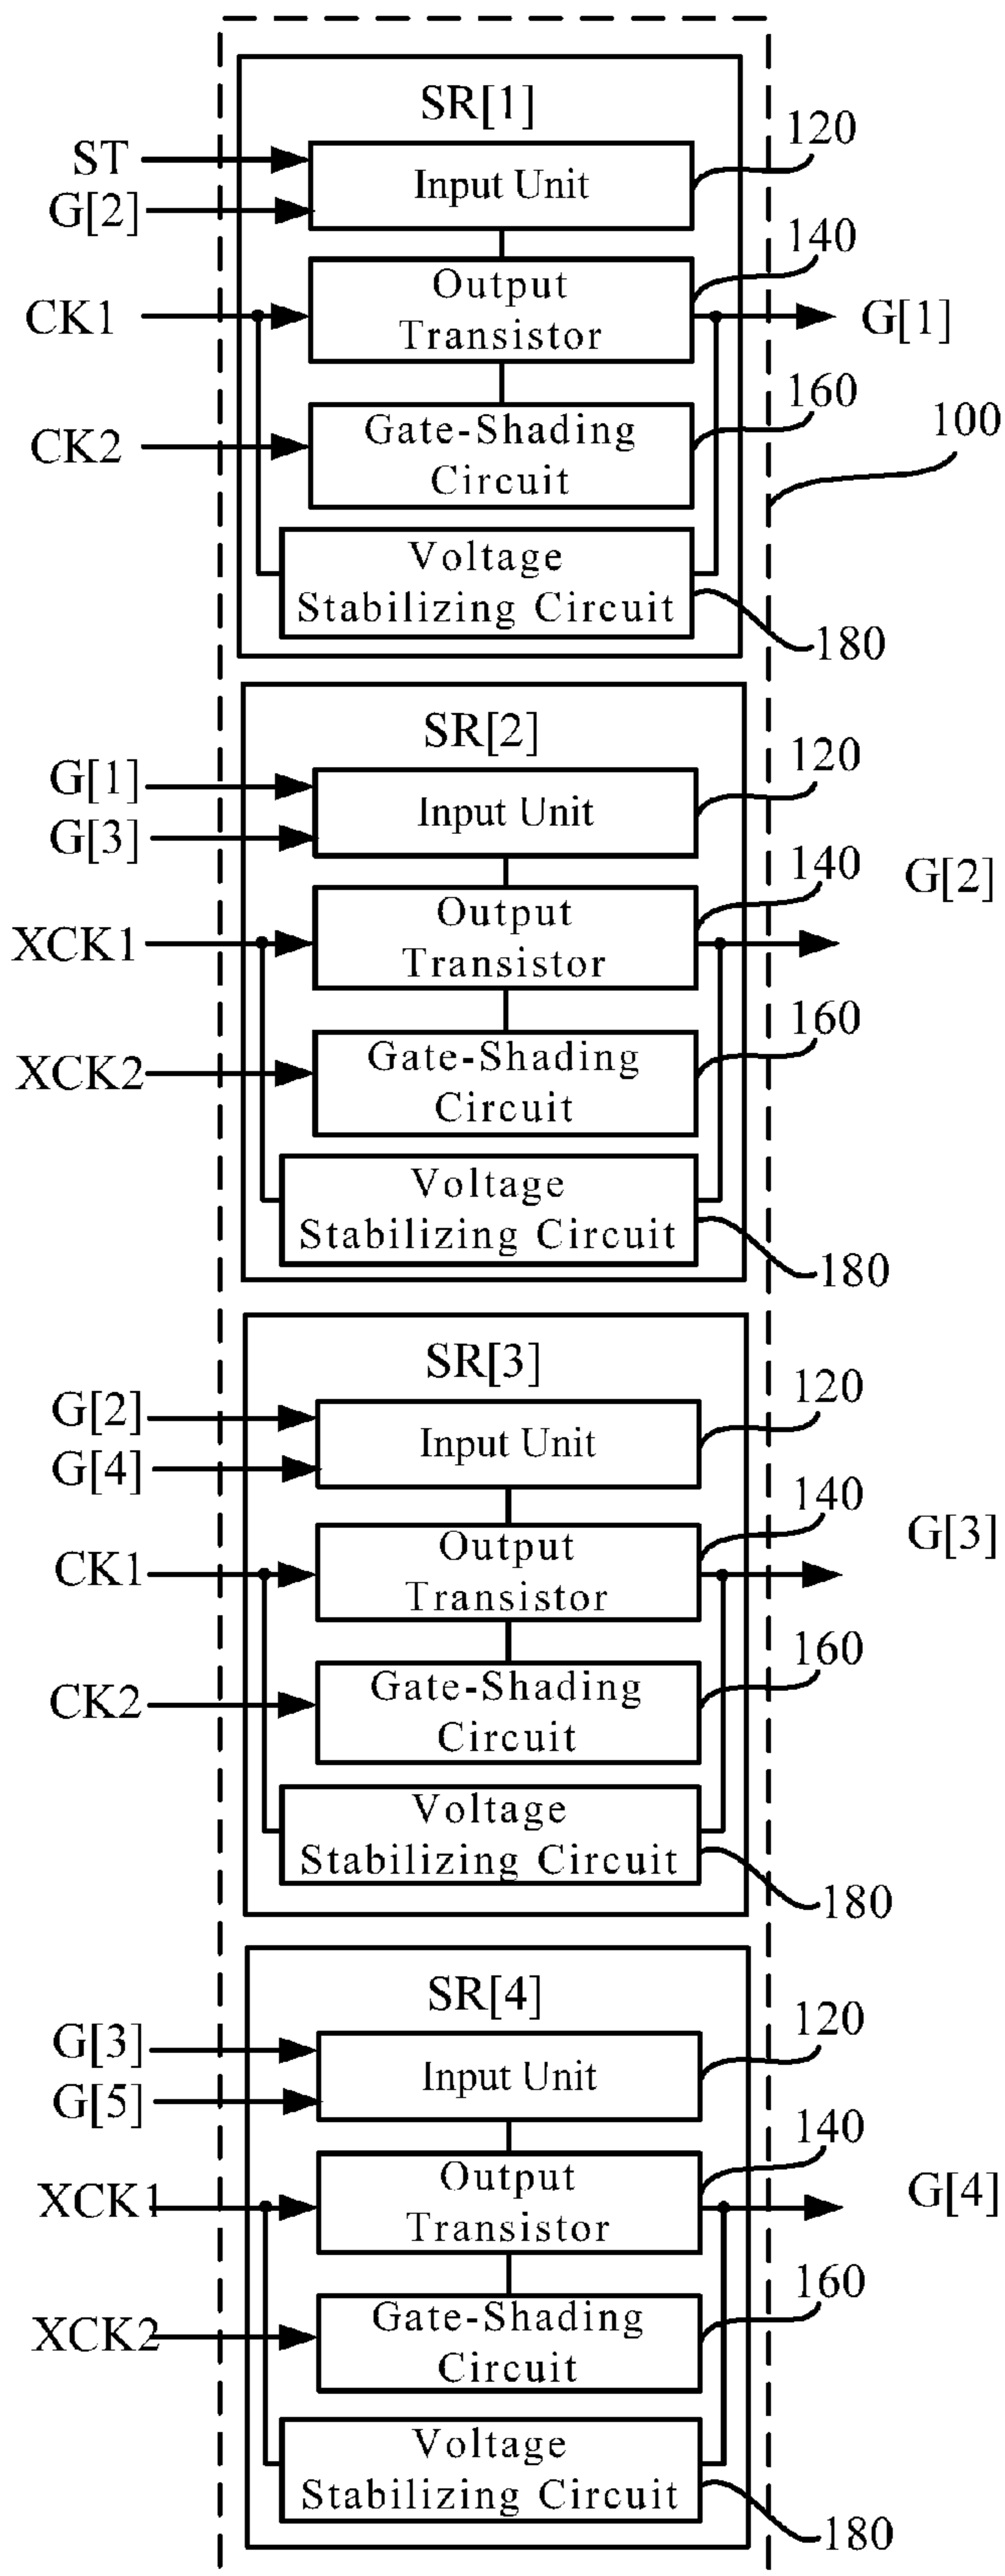 SR[1]
120
ST
Input Unit
G[2]
140
Output
Transistor
CK1
G[1]
160
100
Gate-Shading
Circuit
CK2
Voltage
Stabilizing Circuit
180
SR[2]
120
G[1]
Input Unit
G[3]
140
G[2]
Output
Transistor
XCK1
160
Gate-Shading
Circuit
XCK2
Voltage
Stabilizing Circuit
180
SR[3]
120
G[2]
Input Unit
G[4]
140
G[3]
Output
Transistor
CK1
160
Gate-Shading
Circuit
CK2
Voltage
Stabilizing Circuit
180
SR[4]
120
G[3]
Input Unit
G[5]
140
G[4]
Output
Transistor
XCK1
160
Gate-Shading
Circuit
XCK2
Voltage
Stabilizing Circuit
180